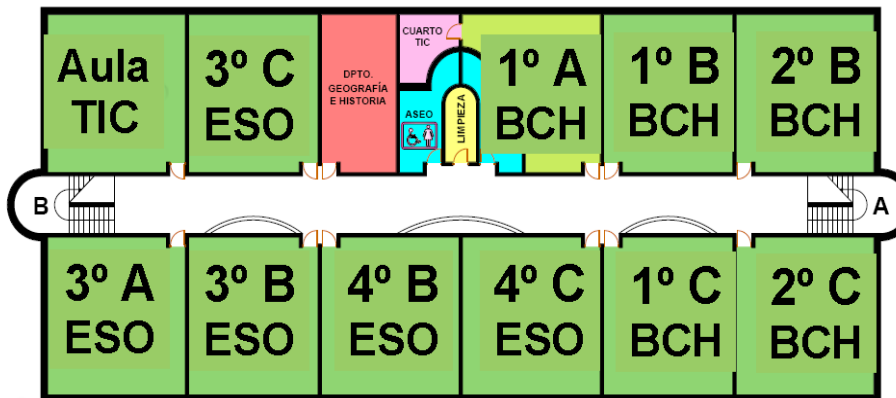 Aula
TIC
3º C
ESO
DPTO.
GEOGRAFÍA
E HISTORIA
CUARTO
TIC
ASEO
LIMPIEZA
1º A
BCH
1º B
BCH
2º B
BCH
B
A
3º A
ESO
3º B
ESO
4º B
ESO
4º C
ESO
1º C
BCH
2º C
BCH